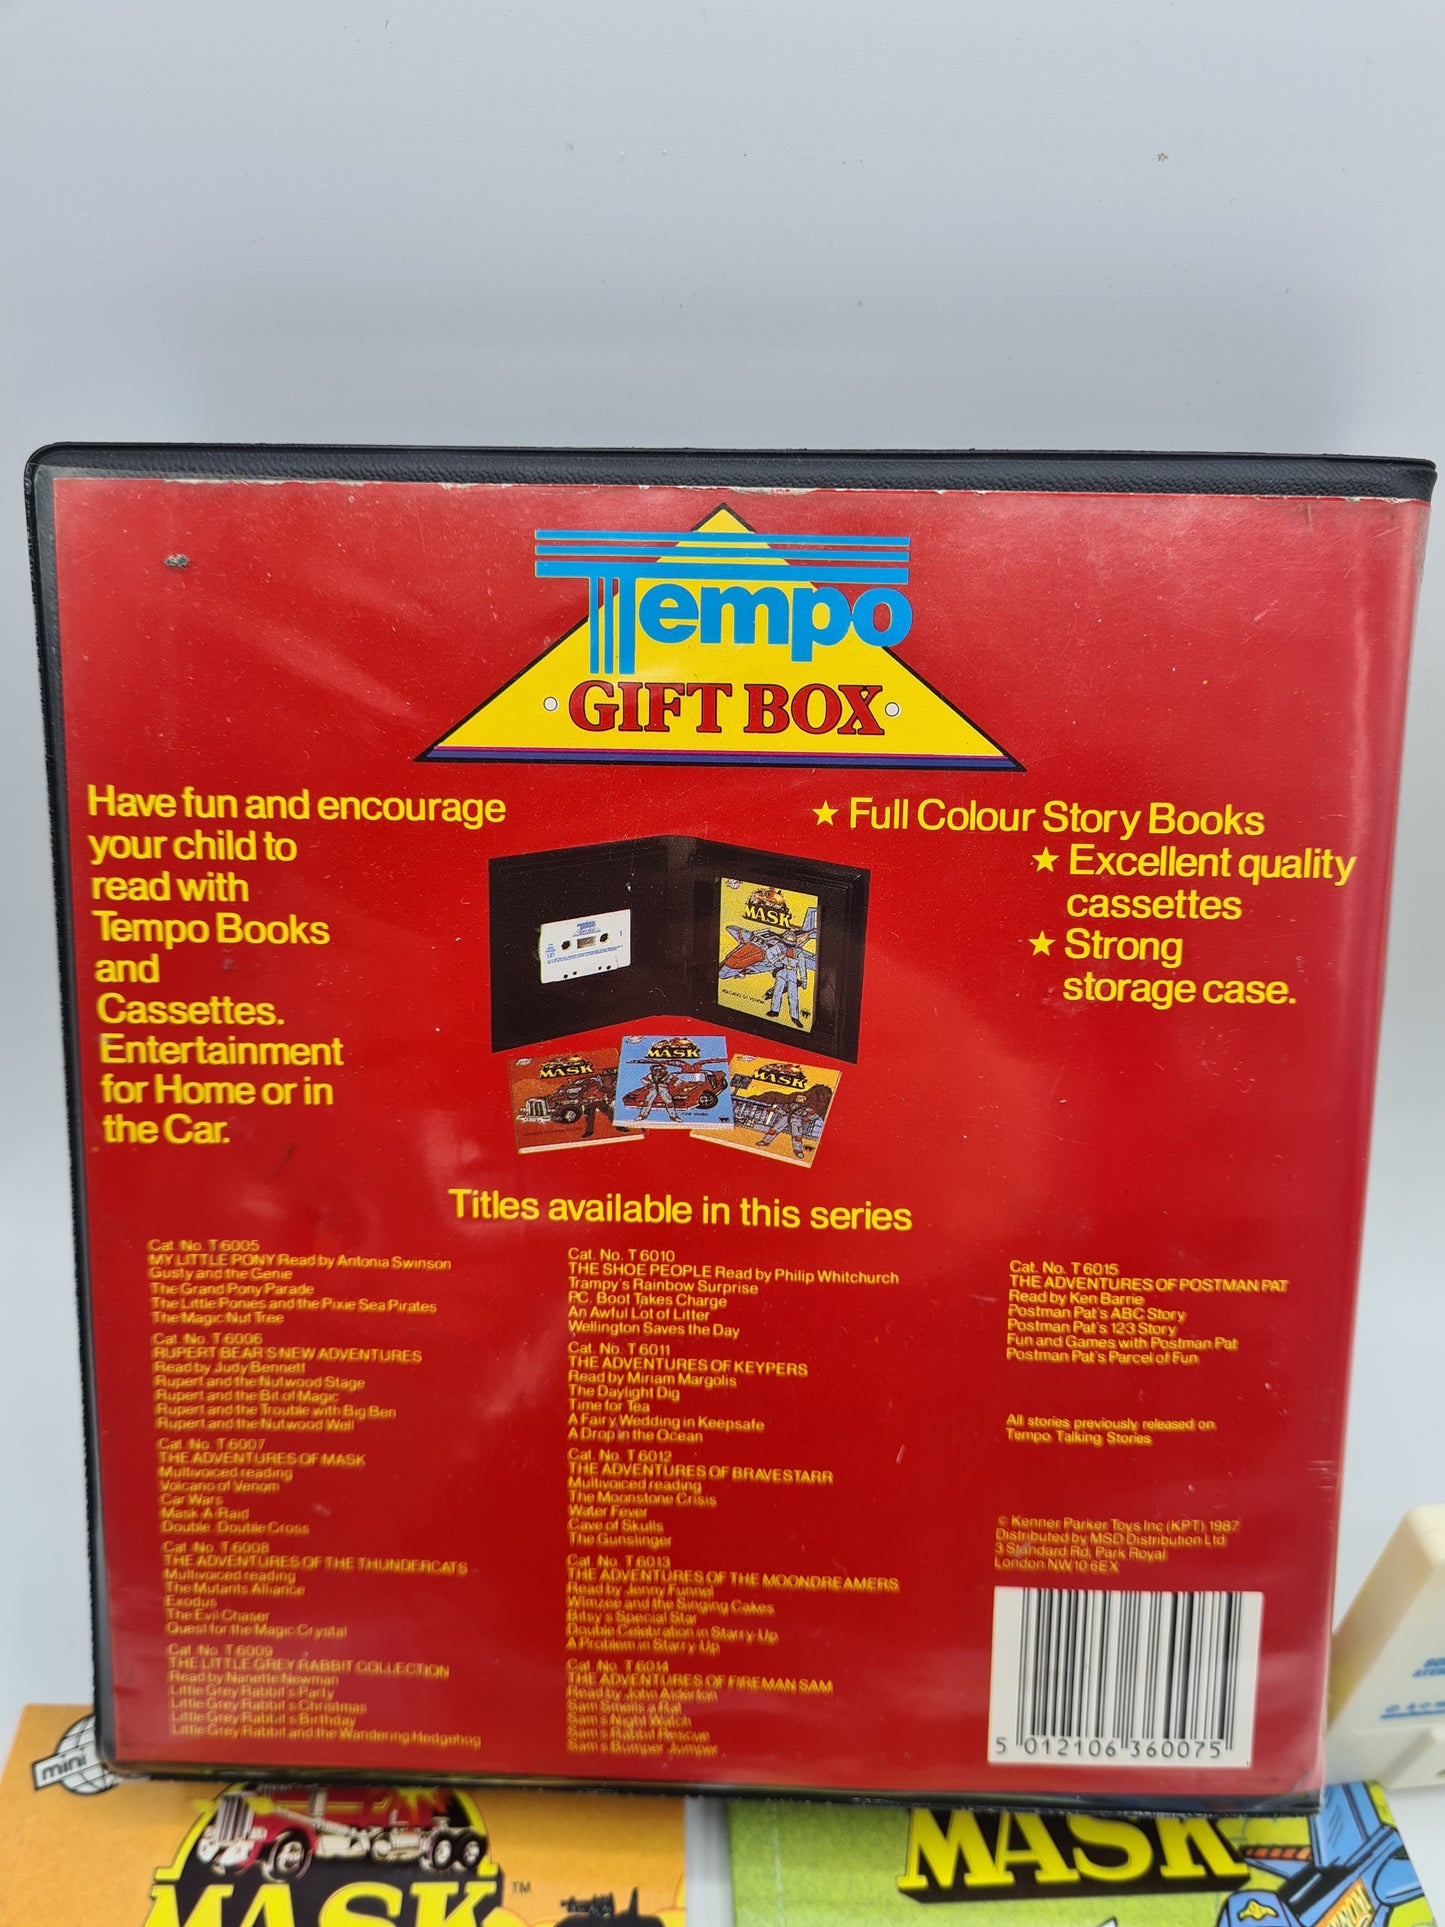 Tempo
GIFT BOX
Have fun and encourage
your child to
read with
Tempo Books
and
Cassettes.
Entertainment
for Home or in
the Car.
★ Full Colour Story Books
★ Excellent quality
cassettes
★ Strong
storage case.
MASK
VOLCANO OF VENOM
MASK
MASK
MASK
Titles available in this series
Cat. No. T 6005
MY LITTLE PONY Read by Antonia Swinson
Gusty and the Genie
The Grand Pony Parade
The Little Ponies and the Pixie Sea Pirates
The Magic Nut Tree
Cat. No. T 6006
RUPERT BEAR'S NEW ADVENTURES
Read by Judy Bennett
Rupert and the Nutwood Stage
Rupert and the Bit of Magic
Rupert and the Trouble with Big Ben
Rupert and the Nutwood Well
Cat. No. T 6007
THE ADVENTURES OF MASK
Multivoiced reading
Volcano of Venom
Car Wars
Mask-A-Raid
Double, Double Cross
Cat. No. T 6008
THE ADVENTURES OF THE THUNDERCATS
Multivoiced reading
The Mutants Alliance
Exodus
The Evil Chaser
Quest for the Magic Crystal
Cat. No. T 6009
THE LITTLE GREY RABBIT COLLECTION
Read by Nanette Newman
Little Grey Rabbit's Party
Little Grey Rabbit's Christmas
Little Grey Rabbit's Birthday
Little Grey Rabbit and the Wandering Hedgehog
Cat. No. T 6010
THE SHOE PEOPLE Read by Philip Whitchurch
Trampy's Rainbow Surprise
P.C. Boot Takes Charge
An Awful Lot of Litter
Wellington Saves the Day
Cat. No. T 6011
THE ADVENTURES OF KEYPERS
Read by Miriam Margolis
The Daylight Dig
Time for Tea
A Fairy Wedding in Keepsafe
A Drop in the Ocean
Cat. No. T 6012
THE ADVENTURES OF BRAVESTARR
Multivoiced reading
The Moonstone Crisis
Water Fever
Cave of Skulls
The Gunslinger
Cat. No. T 6013
THE ADVENTURES OF THE MOONDREAMERS
Read by Jenny Funnel
Wimzee and the Singing Cakes
Bitsy's Special Star
Double Celebration in Starry-Up
A Problem in Starry-Up
Cat. No. T 6014
THE ADVENTURES OF FIREMAN SAM
Read by John Alderton
Sam Smells a Rat
Sam's Night Watch
Sam's Rabbit Rescue
Sam's Bumper Jumper
Cat. No. T 6015
THE ADVENTURES OF POSTMAN PAT
Read by Ken Barrie
Postman Pat's ABC Story
Postman Pat's 123 Story
Fun and Games with Postman Pat
Postman Pat's Parcel of Fun
All stories previously released on
Tempo Talking Stories
© Kenner Parker Toys Inc (KPT) 1987
Distributed by MSD Distribution Ltd
3 Standard Rd, Park Royal
London NW10 6EX
5 012106 360075
mini
MASK™
MASK